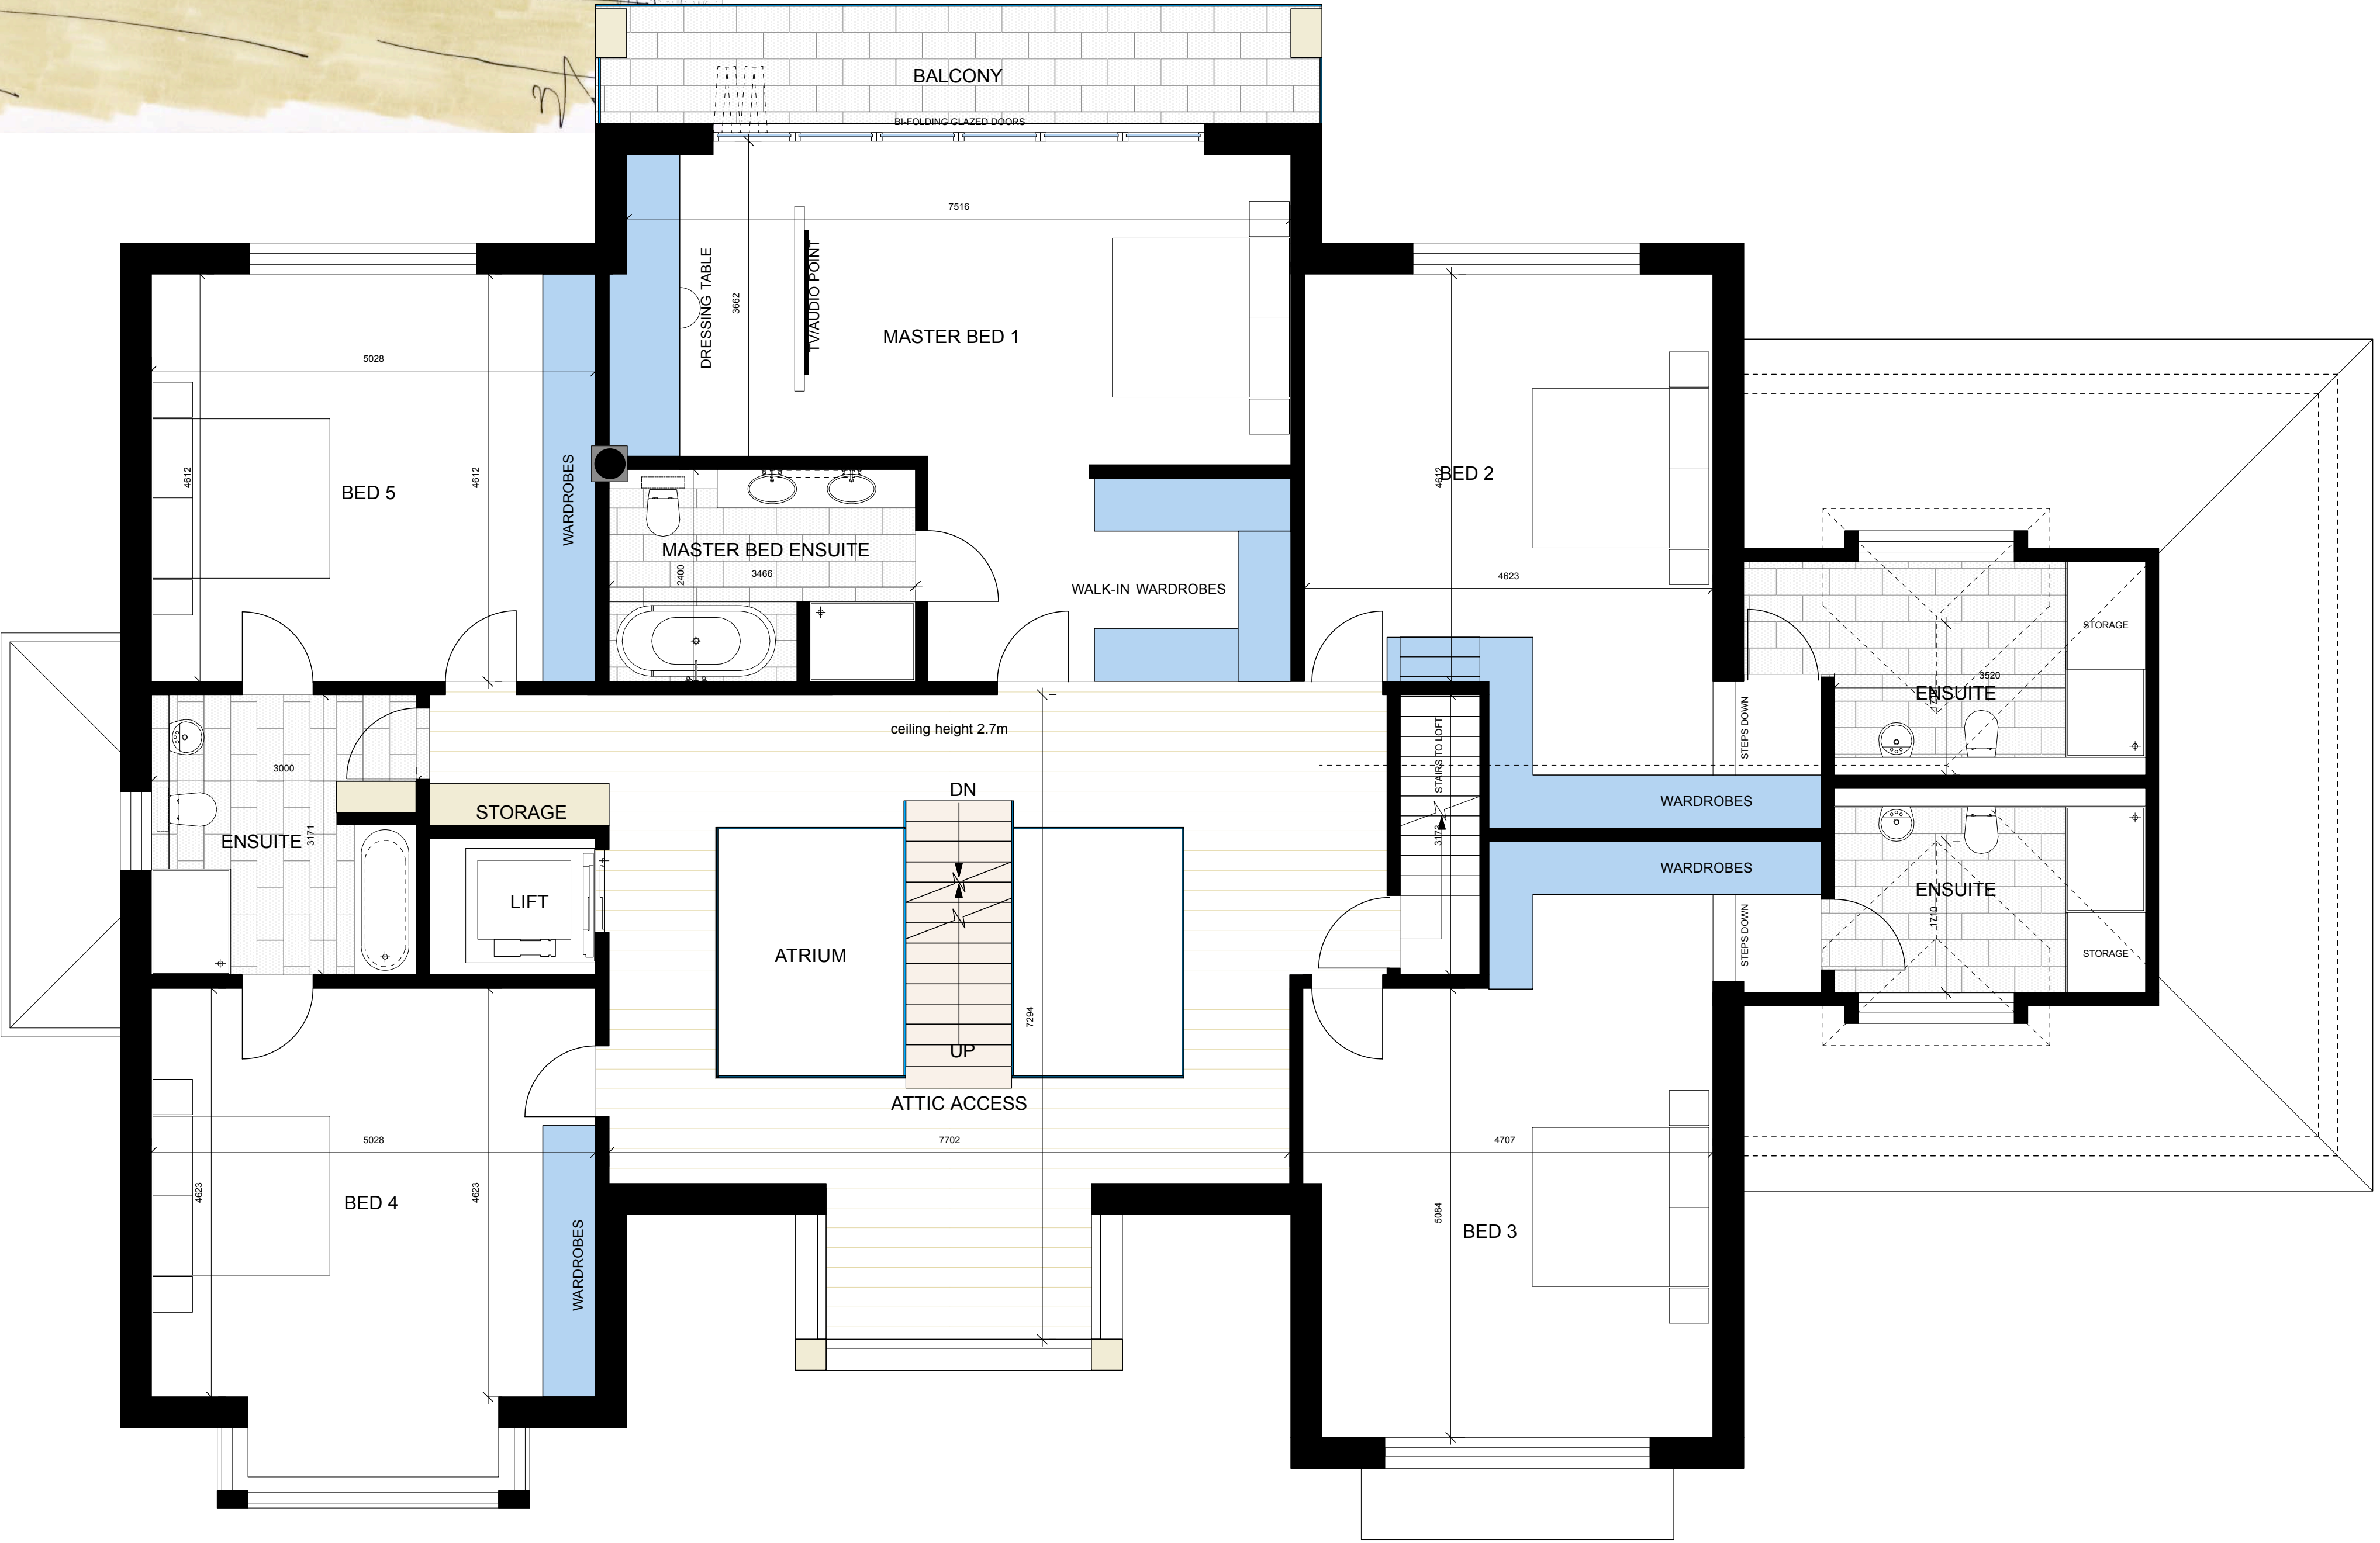 BALCONY
BI-FOLDING GLAZED DOORS
7516
DRESSING TABLE
3662
TV/AUDIO POINT
MASTER BED 1
5028
4612
4612
BED 5
WARDROBES
4612
BED 2
4623
MASTER BED ENSUITE
2400
3466
WALK-IN WARDROBES
STORAGE
3520
ENSUITE
1710
STEPS DOWN
ceiling height 2.7m
STAIRS TO LOFT
3000
DN
STORAGE
WARDROBES
ENSUITE
3171
3173
WARDROBES
LIFT
ENSUITE
1710
STEPS DOWN
STORAGE
ATRIUM
7294
UP
ATTIC ACCESS
5028
7702
4707
4623
4623
BED 4
WARDROBES
5084
BED 3